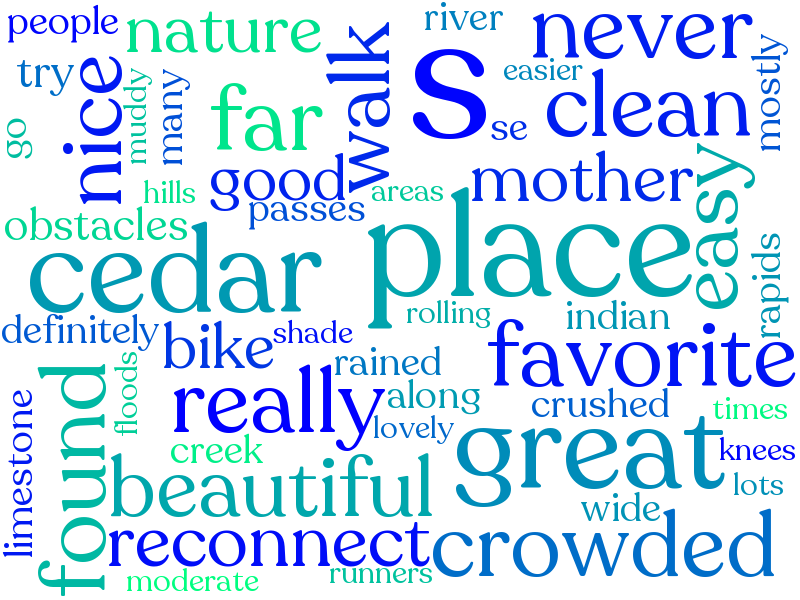 people
nature
river
never
try
nice
muddy
many
far
walk
s
easier
clean
mostly
go
se
hills
good
areas
mother
passes
easy
obstacles
cedar
place
rapids
rolling
indian
definitely
bike
shade
favorite
rained
floods
really
along
crushed
times
limestone
found
lovely
great
knees
creek
lots
beautiful
wide
reconnect
crowded
moderate
runners